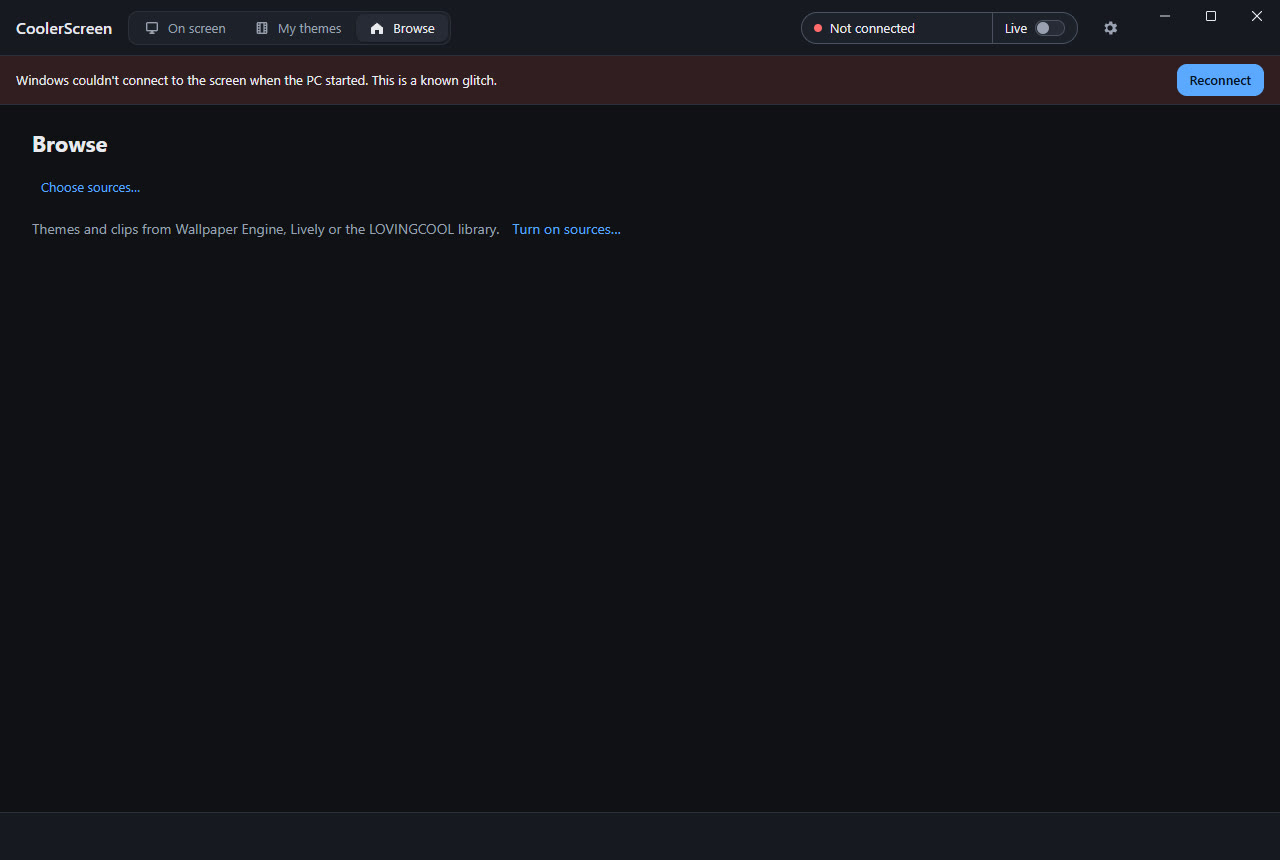 CoolerScreen On screen My themes Browse Not connected Live
Windows couldn't connect to the screen when the PC started. This is a known glitch. Reconnect
Browse
Choose sources...
Themes and clips from Wallpaper Engine, Lively or the LOVINGCOOL library. Turn on sources...